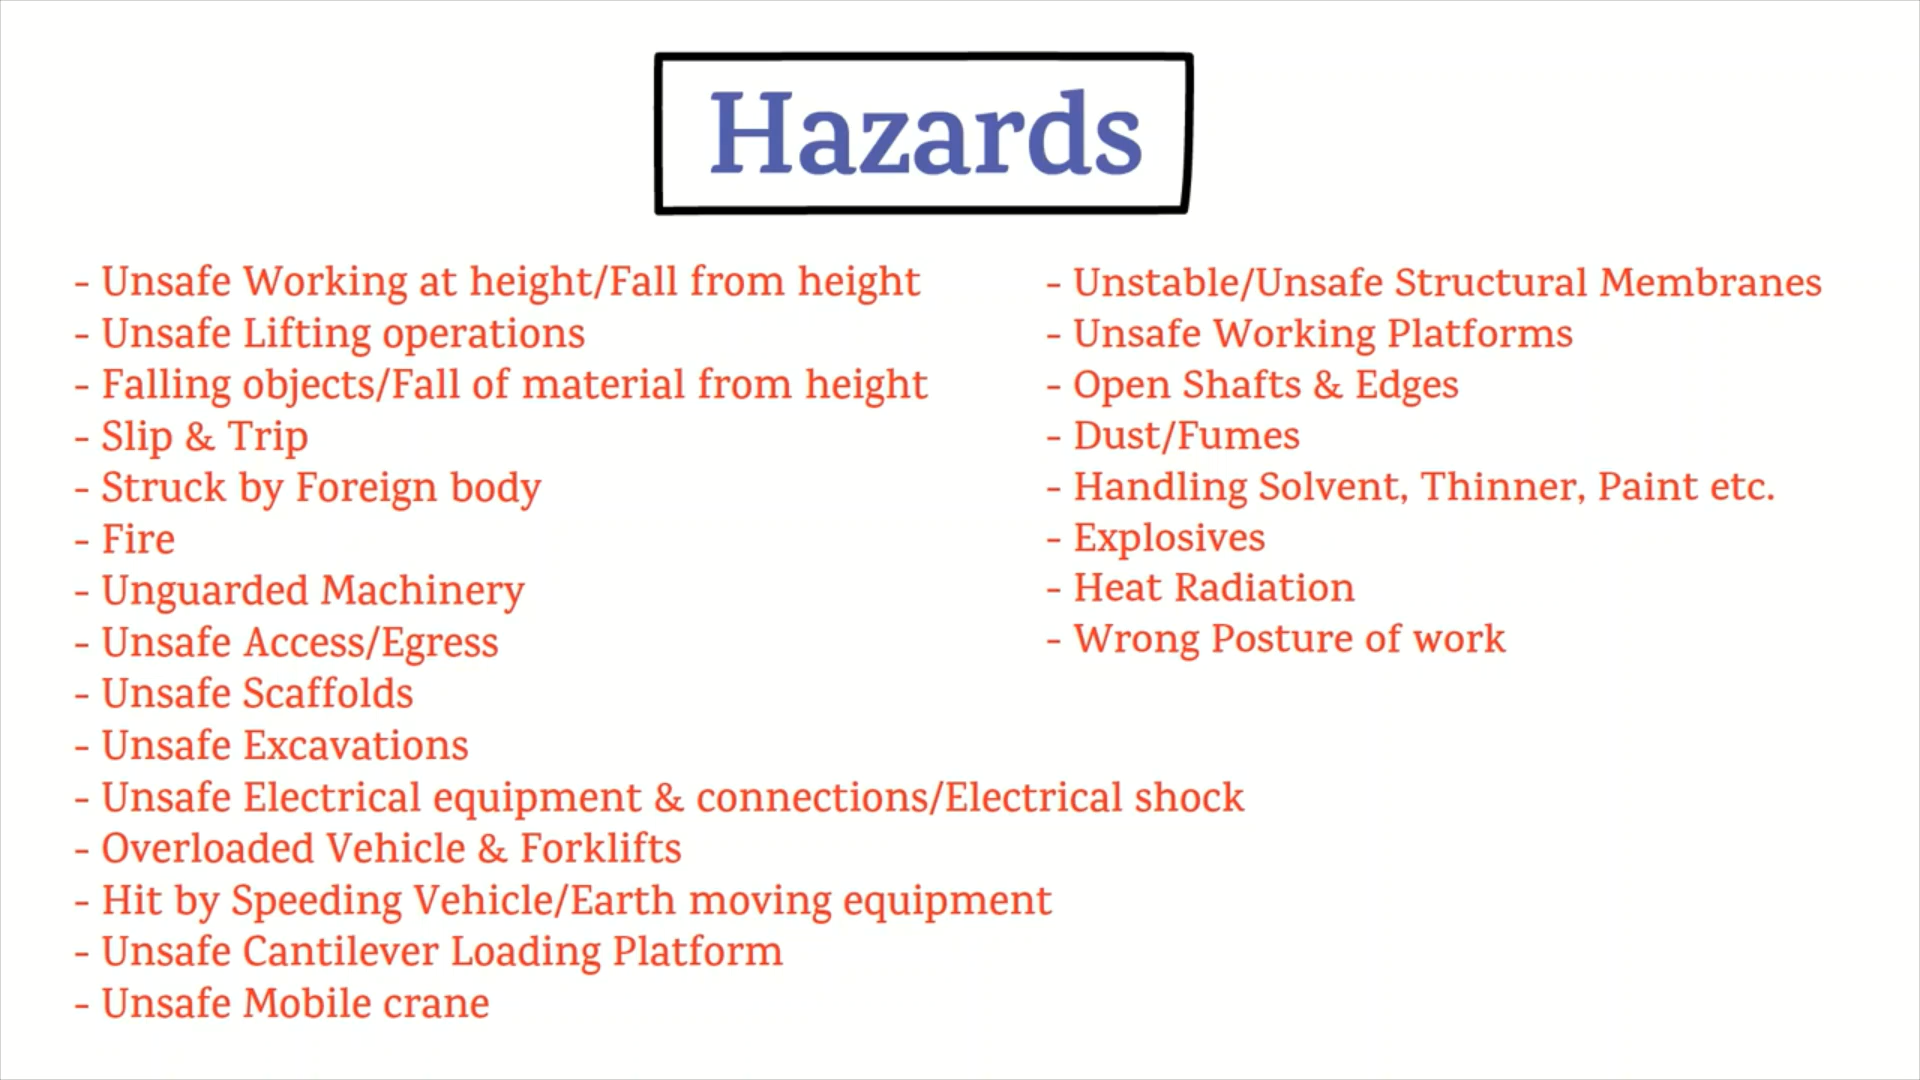 Hazards
- Unsafe Working at height/Fall from height
- Unsafe Lifting operations
- Falling objects/Fall of material from height
- Slip & Trip
- Struck by Foreign body
- Fire
- Unguarded Machinery
- Unsafe Access/Egress
- Unsafe Scaffolds
- Unsafe Excavations
- Unsafe Electrical equipment & connections/Electrical shock
- Overloaded Vehicle & Forklifts
- Hit by Speeding Vehicle/Earth moving equipment
- Unsafe Cantilever Loading Platform
- Unsafe Mobile crane
- Unstable/Unsafe Structural Membranes
- Unsafe Working Platforms
- Open Shafts & Edges
- Dust/Fumes
- Handling Solvent, Thinner, Paint etc.
- Explosives
- Heat Radiation
- Wrong Posture of work